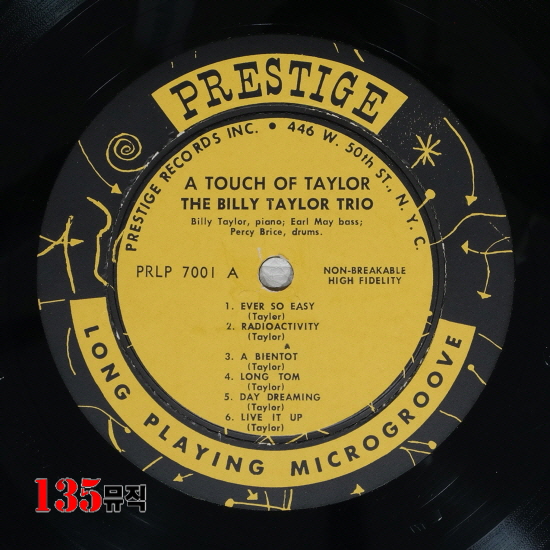 PRESTIGE
PRESTIGE RECORDS INC. • 446 W. 50th ST., N. Y. C.
A TOUCH OF TAYLOR
THE BILLY TAYLOR TRIO
Billy Taylor, piano; Earl May bass;
Percy Brice, drums.
PRLP 7001 A
NON-BREAKABLE
HIGH FIDELITY
1. EVER SO EASY
(Taylor)
2. RADIOACTIVITY
(Taylor)
3. A BIENTOT
(Taylor)
4. LONG TOM
(Taylor)
5. DAY DREAMING
(Taylor)
6. LIVE IT UP
(Taylor)
LONG PLAYING MICROGROOVE
135뮤직